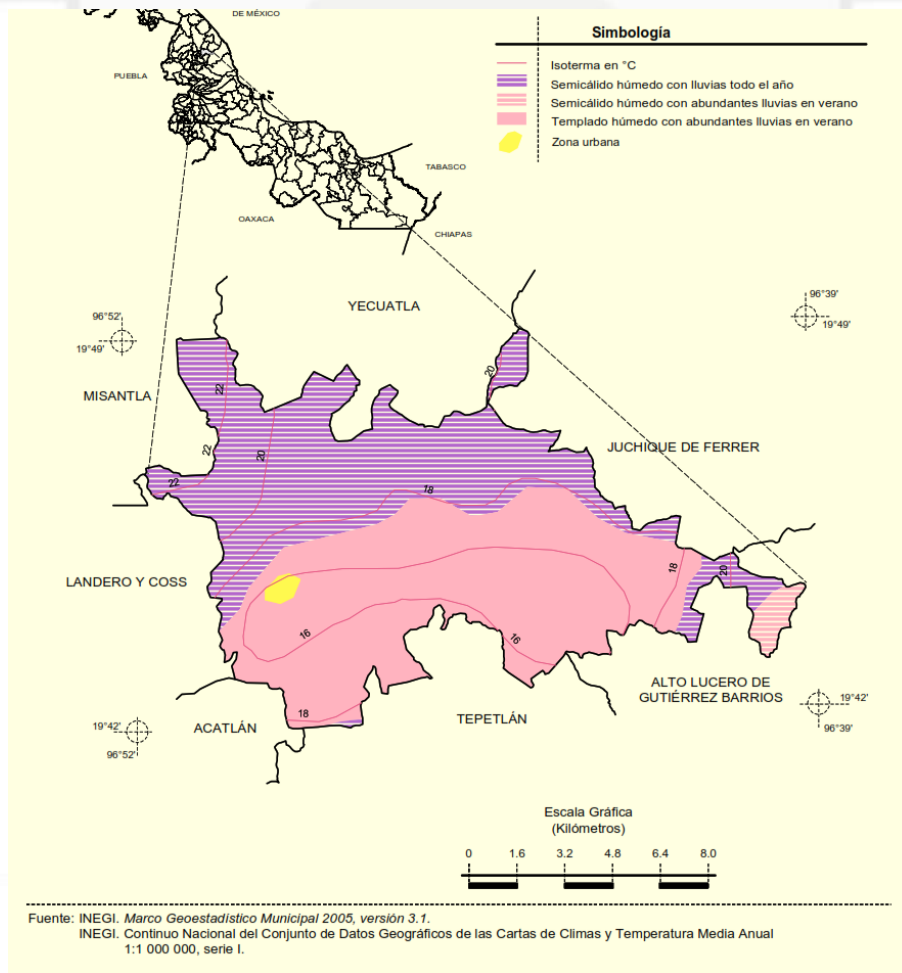 DE MÉXICO
Simbología
PUEBLA
Isoterma en °C
Semicálido húmedo con lluvias todo el año
Semicálido húmedo con abundantes lluvias en verano
Templado húmedo con abundantes lluvias en verano
Zona urbana
TABASCO
OAXACA
CHIAPAS
YECUATLA
96°39'
19°49'
96°52'
19°49'
20
22
MISANTLA
JUCHIQUE DE FERRER
22
20
22
18
18
20
LANDERO Y COSS
16
16
ALTO LUCERO DE
GUTIÉRREZ BARRIOS
19°42'
96°39'
18
TEPETLÁN
ACATLÁN
19°42'
96°52'
Escala Gráfica
(Kilómetros)
0 1.6 3.2 4.8 6.4 8.0
Fuente: INEGI. Marco Geoestadístico Municipal 2005, versión 3.1.
INEGI. Continuo Nacional del Conjunto de Datos Geográficos de las Cartas de Climas y Temperatura Media Anual
1:1 000 000, serie I.